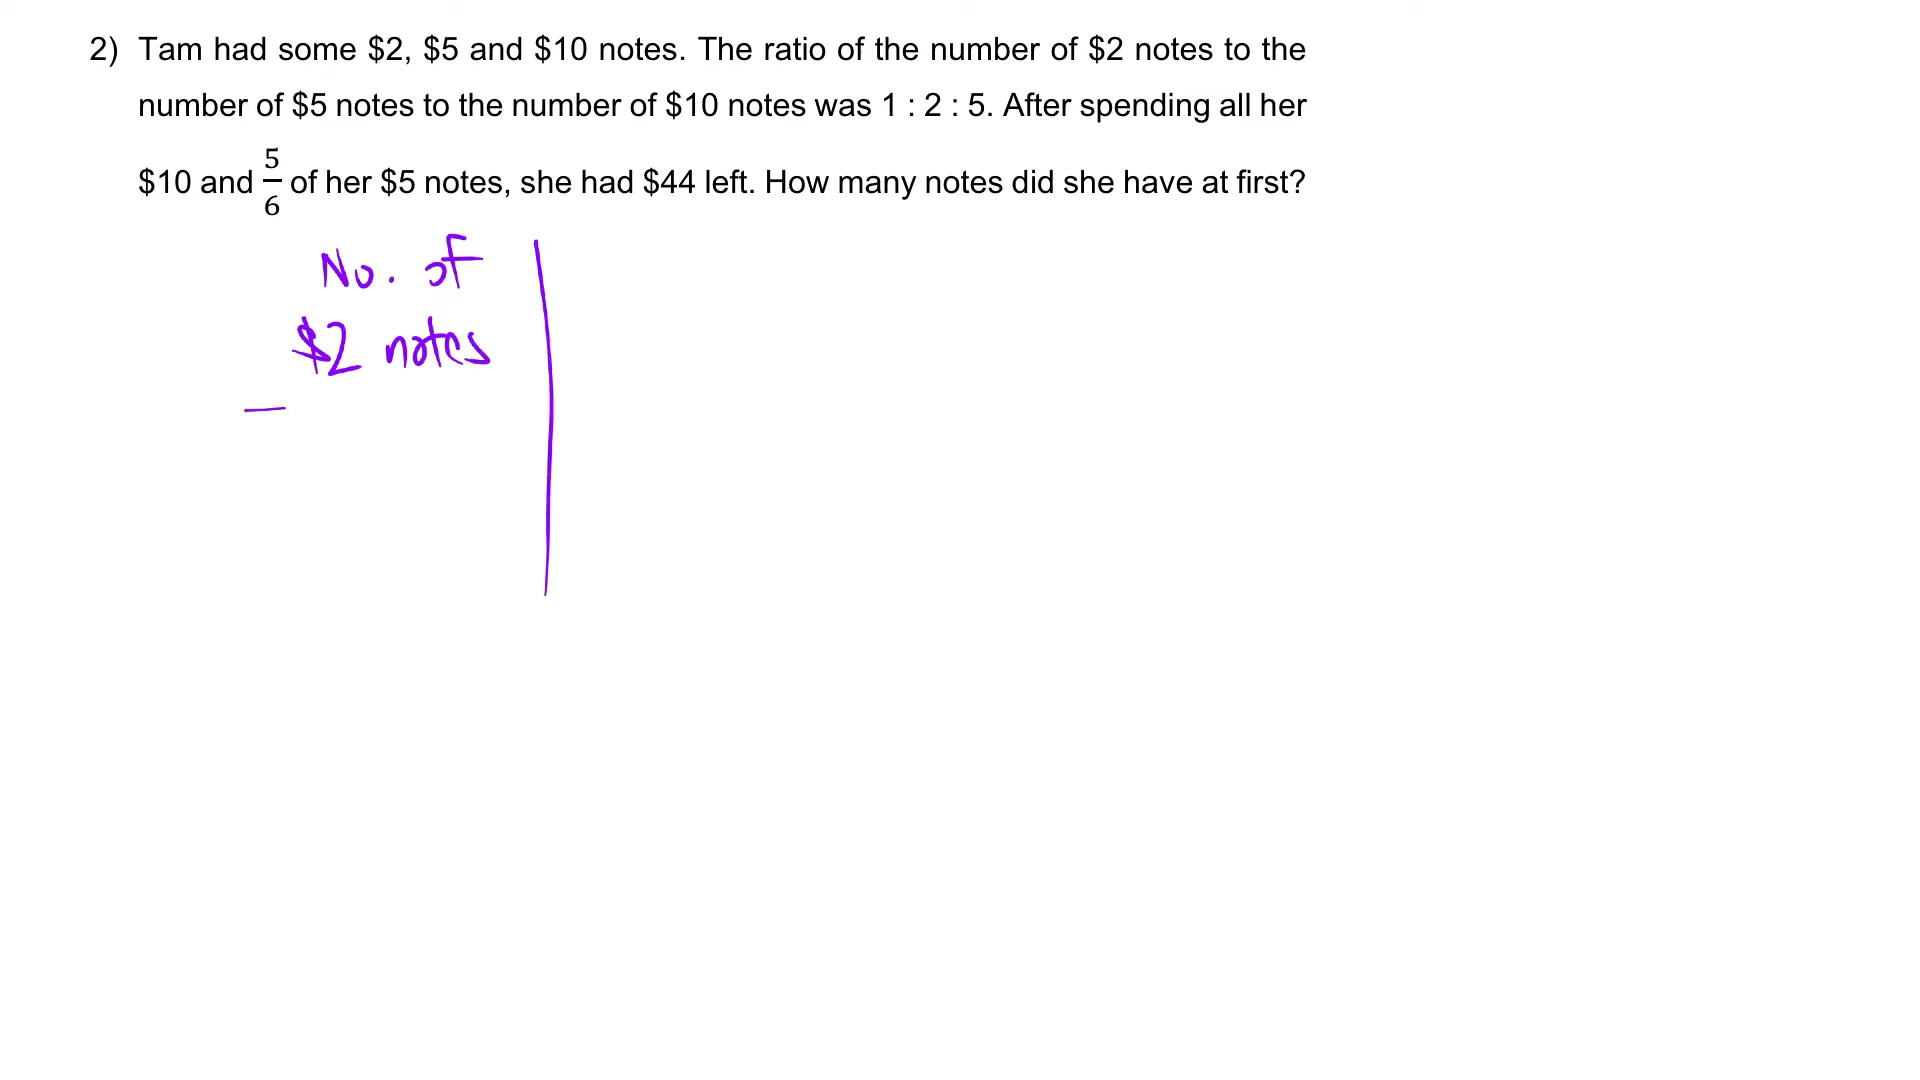 2) Tam had some $2, $5 and $10 notes. The ratio of the number of $2 notes to the
number of $5 notes to the number of $10 notes was 1 : 2 : 5. After spending all her
$10 and 5/6 of her $5 notes, she had $44 left. How many notes did she have at first?
No. of
$2 notes